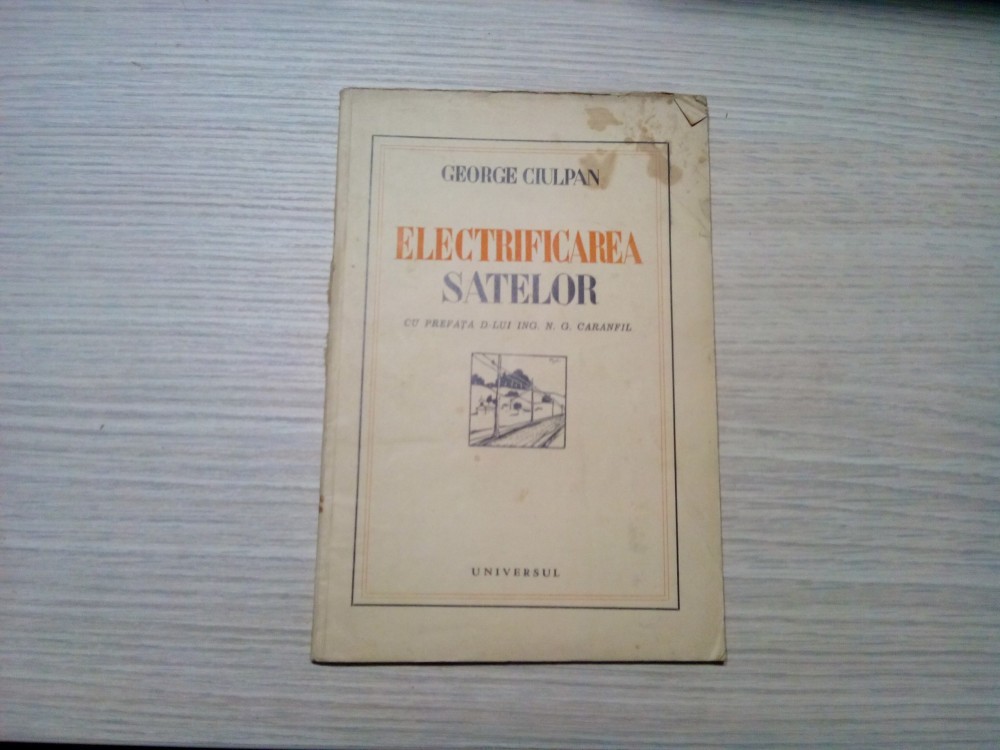 GEORGE CIULPAN
ELECTRIFICAREA
SATELOR
CU PREFAȚA D-LUI ING. N. G. CARANFIL
UNIVERSUL